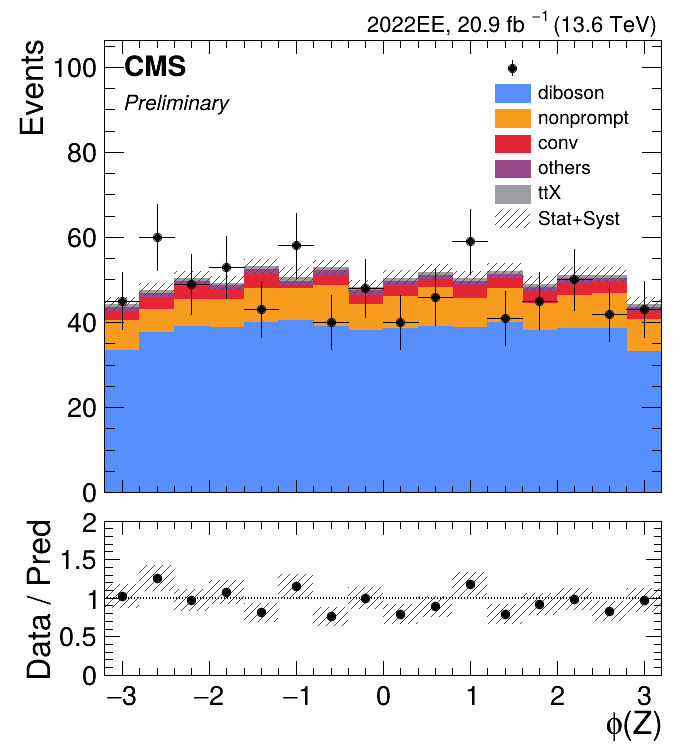 2022EE, 20.9 fb⁻¹ (13.6 TeV)
Events
CMS
Preliminary
diboson
nonprompt
conv
others
ttX
Stat+Syst
100
80
60
40
20
0
Data / Pred
2
1.5
1
0.5
0
−3 −2 −1 0 1 2 3
ϕ(Z)